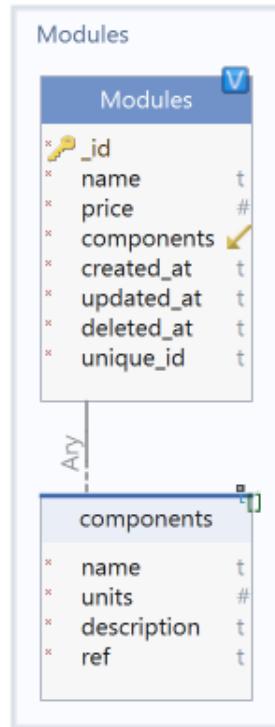 Modules
Modules
V
* _id
* name t
* price #
* components
* created_at t
* updated_at t
* deleted_at t
* unique_id t
Ary
[]
components
* name t
* units #
* description t
* ref t